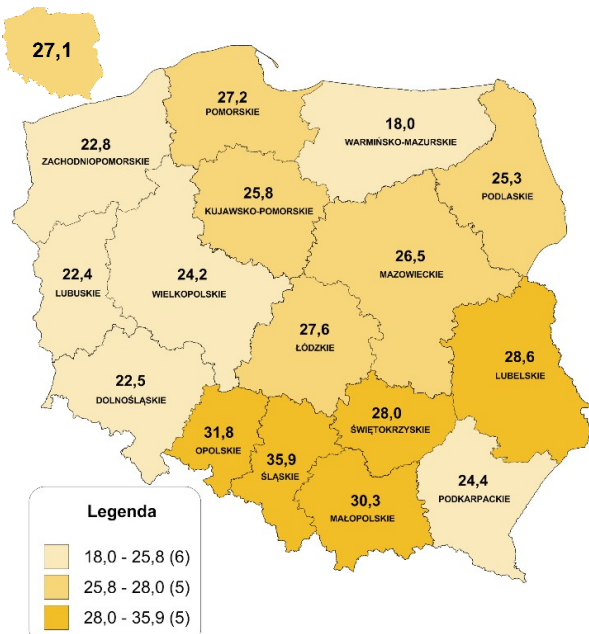 27,1
27,2
POMORSKIE
18,0
WARMIŃSKO-MAZURSKIE
22,8
ZACHODNIOPOMORSKIE
25,3
PODLASKIE
25,8
KUJAWSKO-POMORSKIE
26,5
MAZOWIECKIE
22,4
LUBUSKIE
24,2
WIELKOPOLSKIE
27,6
ŁÓDZKIE
28,6
LUBELSKIE
22,5
DOLNOŚLĄSKIE
28,0
ŚWIĘTOKRZYSKIE
31,8
OPOLSKIE
35,9
ŚLĄSKIE
24,4
PODKARPACKIE
30,3
MAŁOPOLSKIE
Legenda
18,0 - 25,8 (6)
25,8 - 28,0 (5)
28,0 - 35,9 (5)